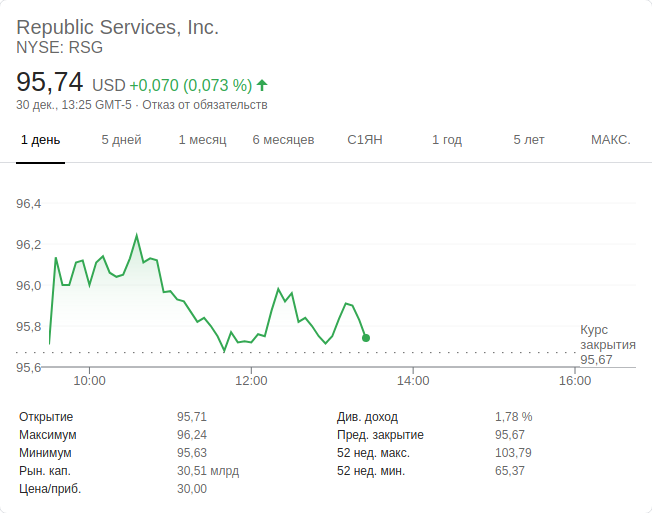 Republic Services, Inc.
NYSE: RSG
95,74 USD +0,070 (0,073 %)
30 дек., 13:25 GMT-5 · Отказ от обязательств
1 день 5 дней 1 месяц 6 месяцев С1ЯН 1 год 5 лет МАКС.
96,4
96,2
96,0
95,8
Курс
закрытия
95,67
95,6
10:00 12:00 14:00 16:00
Открытие 95,71 Див. доход 1,78 %
Максимум 96,24 Пред. закрытие 95,67
Минимум 95,63 52 нед. макс. 103,79
Рын. кап. 30,51 млрд 52 нед. мин. 65,37
Цена/приб. 30,00